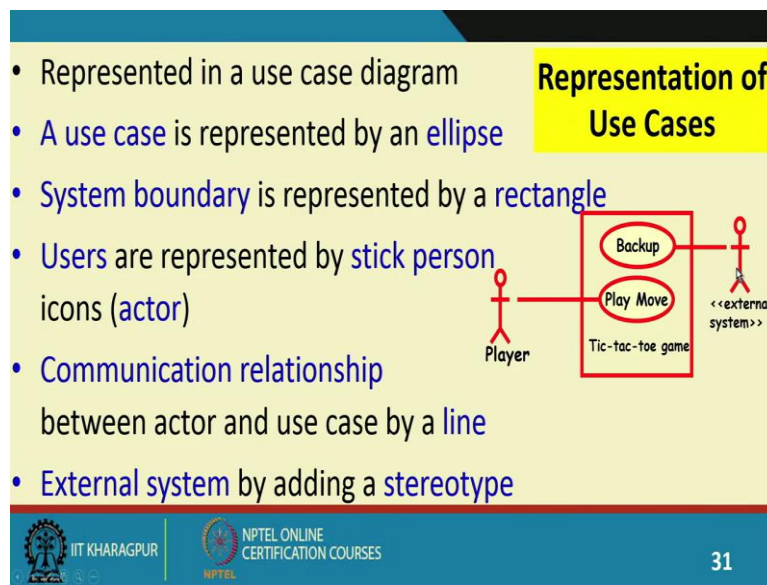 • Represented in a use case diagram
Representation of
Use Cases
• A use case is represented by an ellipse
• System boundary is represented by a rectangle
• Users are represented by stick person
icons (actor)
• Communication relationship
between actor and use case by a line
• External system by adding a stereotype
Backup
Play Move
Tic-tac-toe game
Player
<<externa
system>>
IIT KHARAGPUR
NPTEL
NPTEL ONLINE
CERTIFICATION COURSES
31